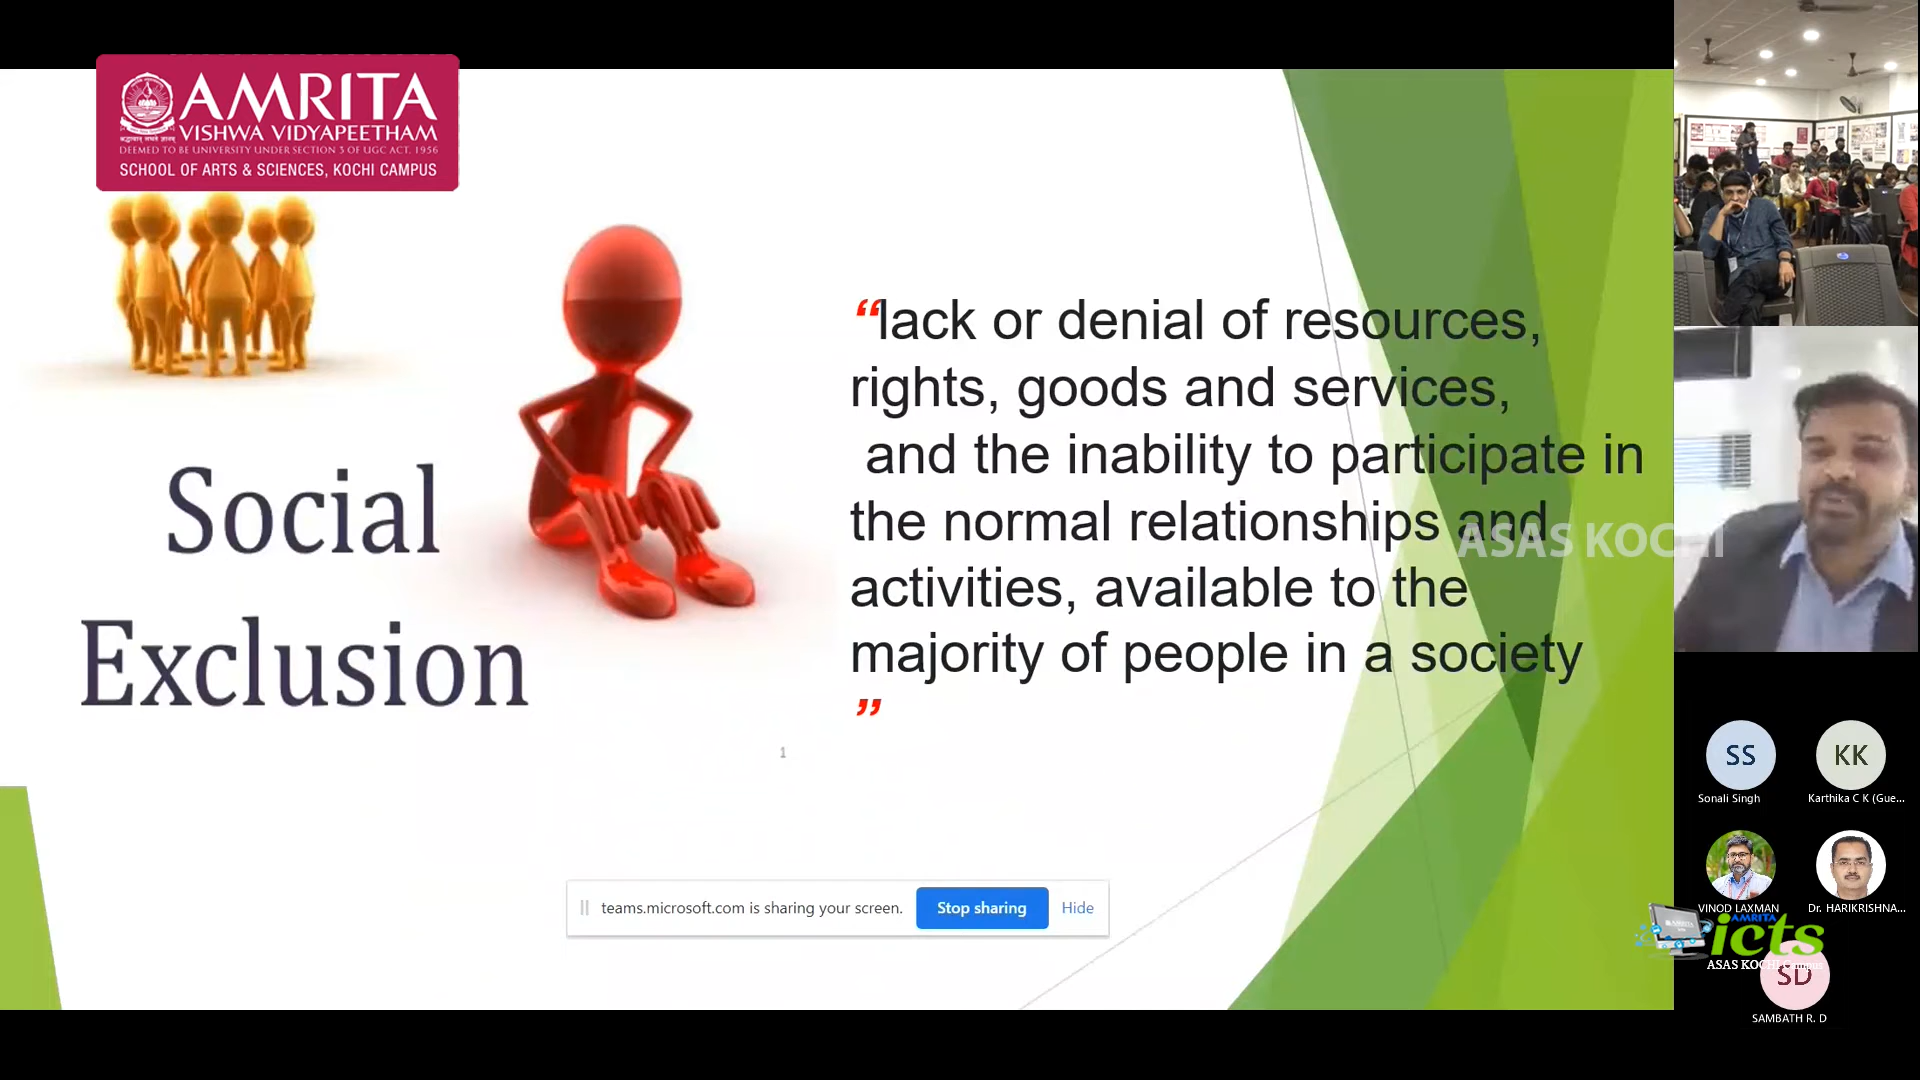 AMRITA
VISHWA VIDYAPEETHAM
DEEMED TO BE UNIVERSITY UNDER SECTION 3 OF UGC ACT. 1956
SCHOOL OF ARTS & SCIENCES, KOCHI CAMPUS
Social
Exclusion
“lack or denial of resources,
rights, goods and services,
and the inability to participate in
the normal relationships and
activities, available to the
majority of people in a society
”
1
ASAS KOCHI
teams.microsoft.com is sharing your screen.
Stop sharing
Hide
SS
KK
Sonali Singh
Karthika C K (Gue...
VINOD LAXMAN
Dr. HARIKRISHNA...
AMRITA
icts
ASAS KOCHI Campus
SD
SAMBATH R. D